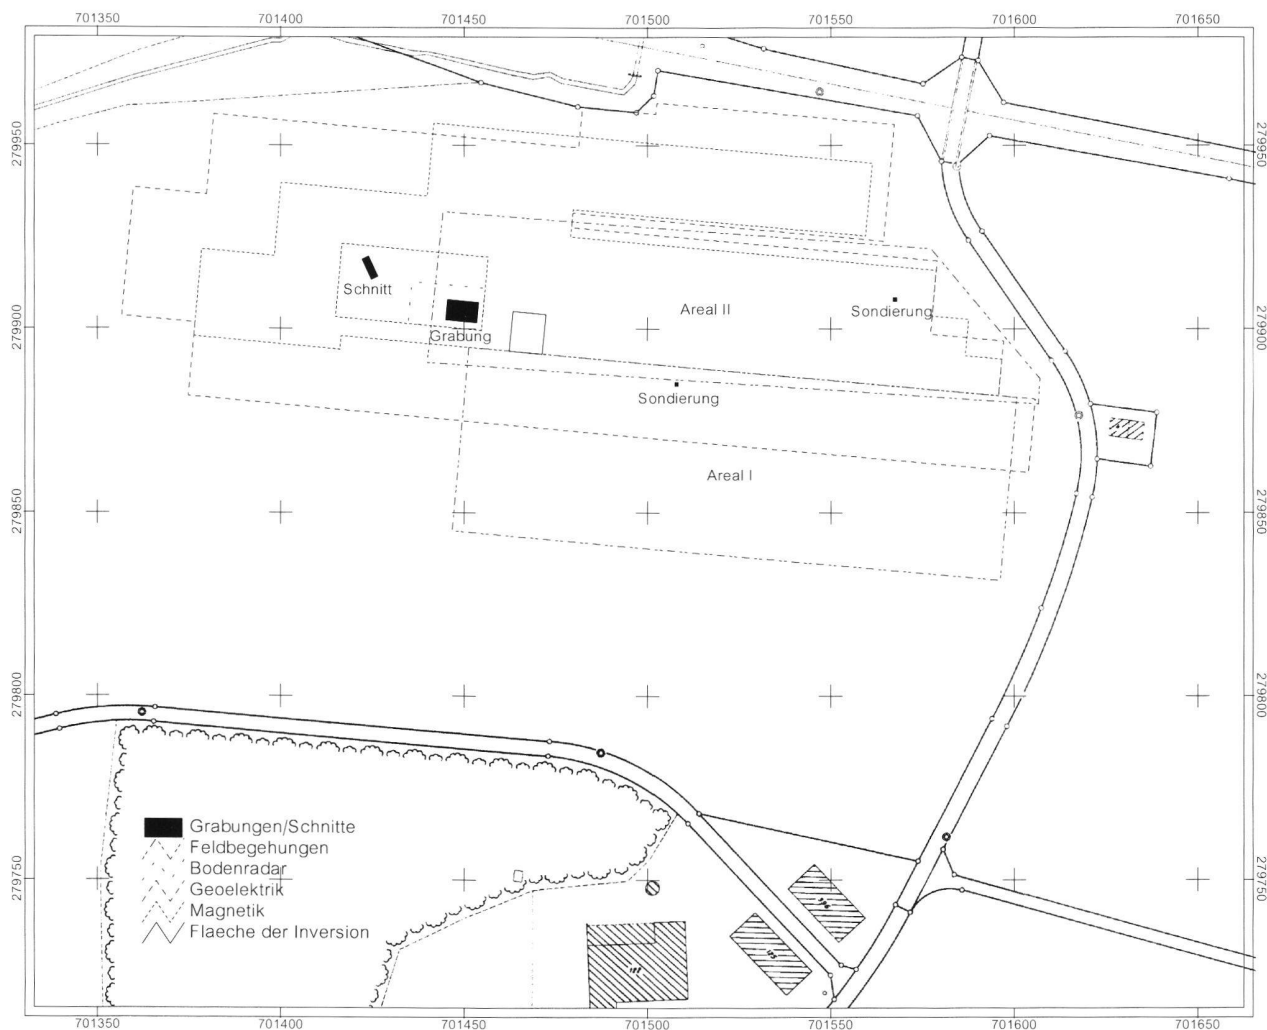 701350 701400 701450 701500 701550 701600 701650
279950 279950
Schnitt
Areal II
Sondierung
279900 279900
Grabung
Sondierung
Areal I
279850 279850
279800 279800
Grabungen/Schnitte
Feldbegehungen
Bodenradar
279750 279750
Geoelektrik
Magnetik
Flaeche der Inversion
701350 701400 701450 701500 701550 701600 701650